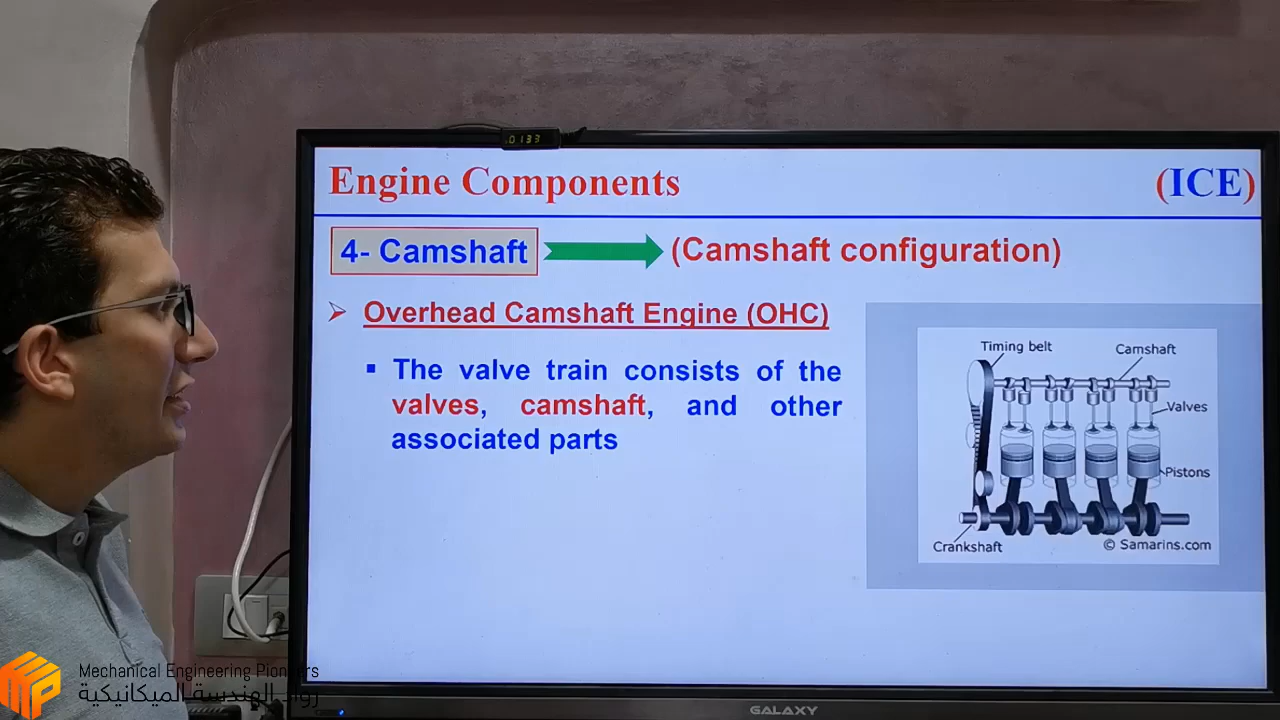 0133
Engine Components
(ICE)
4- Camshaft
(Camshaft configuration)
Overhead Camshaft Engine (OHC)
The valve train consists of the
valves, camshaft, and other
associated parts
Timing belt
Camshaft
Valves
Pistons
Crankshaft
© Samarins.com
GALAXY
Mechanical Engineering Pioneers
رواد الهندسة الميكانيكية